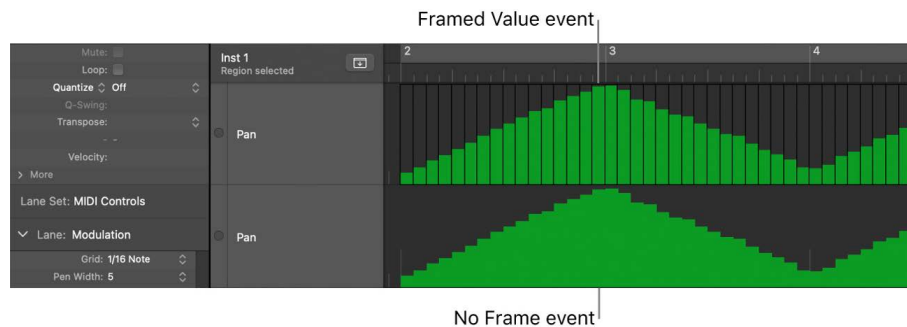 Framed Value event
Mute:
Loop:
Quantize Off
Q-Swing:
Transpose:
- -
Velocity:
> More
Lane Set: MIDI Controls
Lane: Modulation
Grid: 1/16 Note
Pen Width: 5
Inst 1
Region selected
Pan
Pan
2 3 4
No Frame event